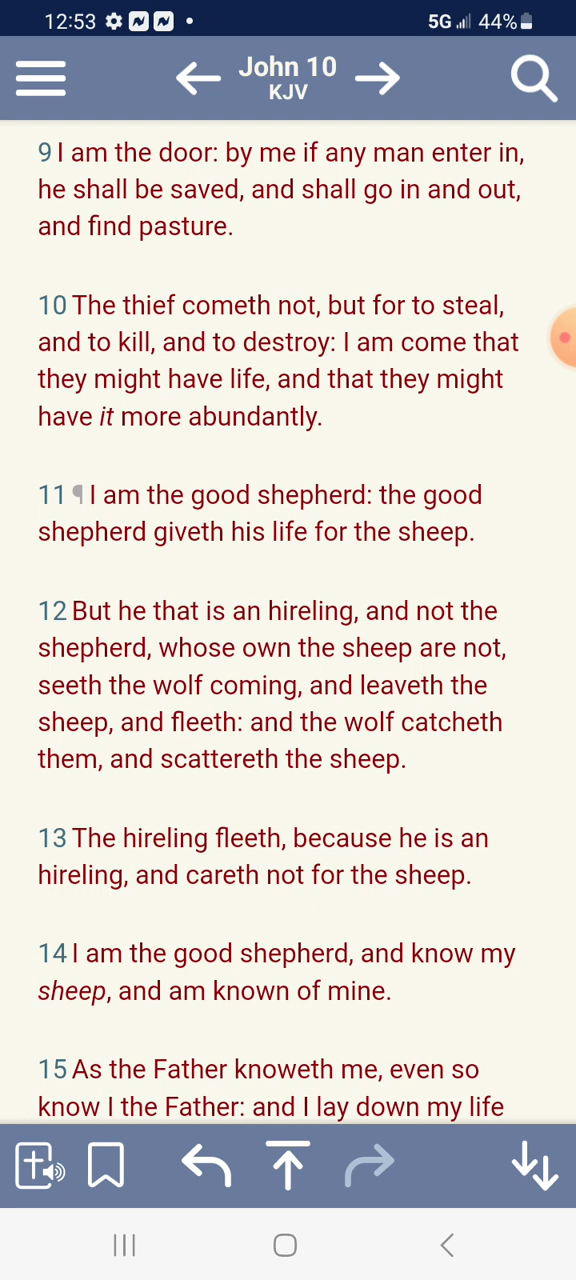 12:53
5G 44%
John 10
KJV
9 I am the door: by me if any man enter in,
he shall be saved, and shall go in and out,
and find pasture.
10 The thief cometh not, but for to steal,
and to kill, and to destroy: I am come that
they might have life, and that they might
have it more abundantly.
11 ¶ I am the good shepherd: the good
shepherd giveth his life for the sheep.
12 But he that is an hireling, and not the
shepherd, whose own the sheep are not,
seeth the wolf coming, and leaveth the
sheep, and fleeth: and the wolf catcheth
them, and scattereth the sheep.
13 The hireling fleeth, because he is an
hireling, and careth not for the sheep.
14 I am the good shepherd, and know my
sheep, and am known of mine.
15 As the Father knoweth me, even so
know I the Father: and I lay down my life